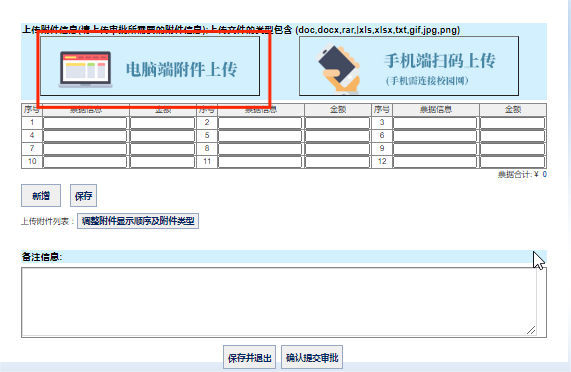 上传附件信息(请上传审批所需要的附件信息):上传文件的类型包含 (doc,docx,rar,|xls,xlsx,txt,gif,jpg,png)
电脑端附件上传 手机端扫码上传
(手机需连接校园网)
序号 票据信息 金额 序号 票据信息 金额 序号 票据信息 金额
1 2 3
4 5 6
7 8 9
10 11 12
票据合计: ¥ 0
新增 保存
上传附件列表: 调整附件显示顺序及附件类型
备注信息:
保存并退出 确认提交审批